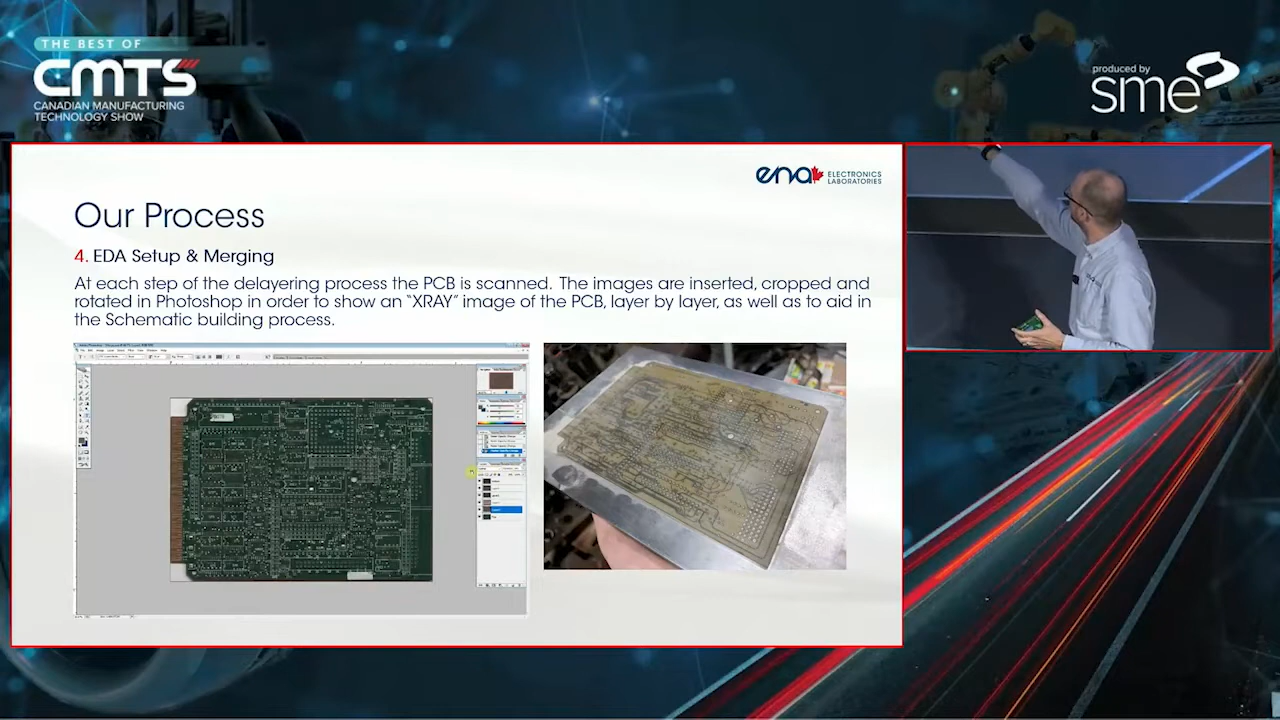 THE BEST OF
CMTS
CANADIAN MANUFACTURING
TECHNOLOGY SHOW
produced by
sme
ena ELECTRONICS
LABORATORIES
Our Process
4. EDA Setup & Merging
At each step of the delayering process the PCB is scanned. The images are inserted, cropped and
rotated in Photoshop in order to show an "XRAY" image of the PCB, layer by layer, as well as to aid in
the Schematic building process.